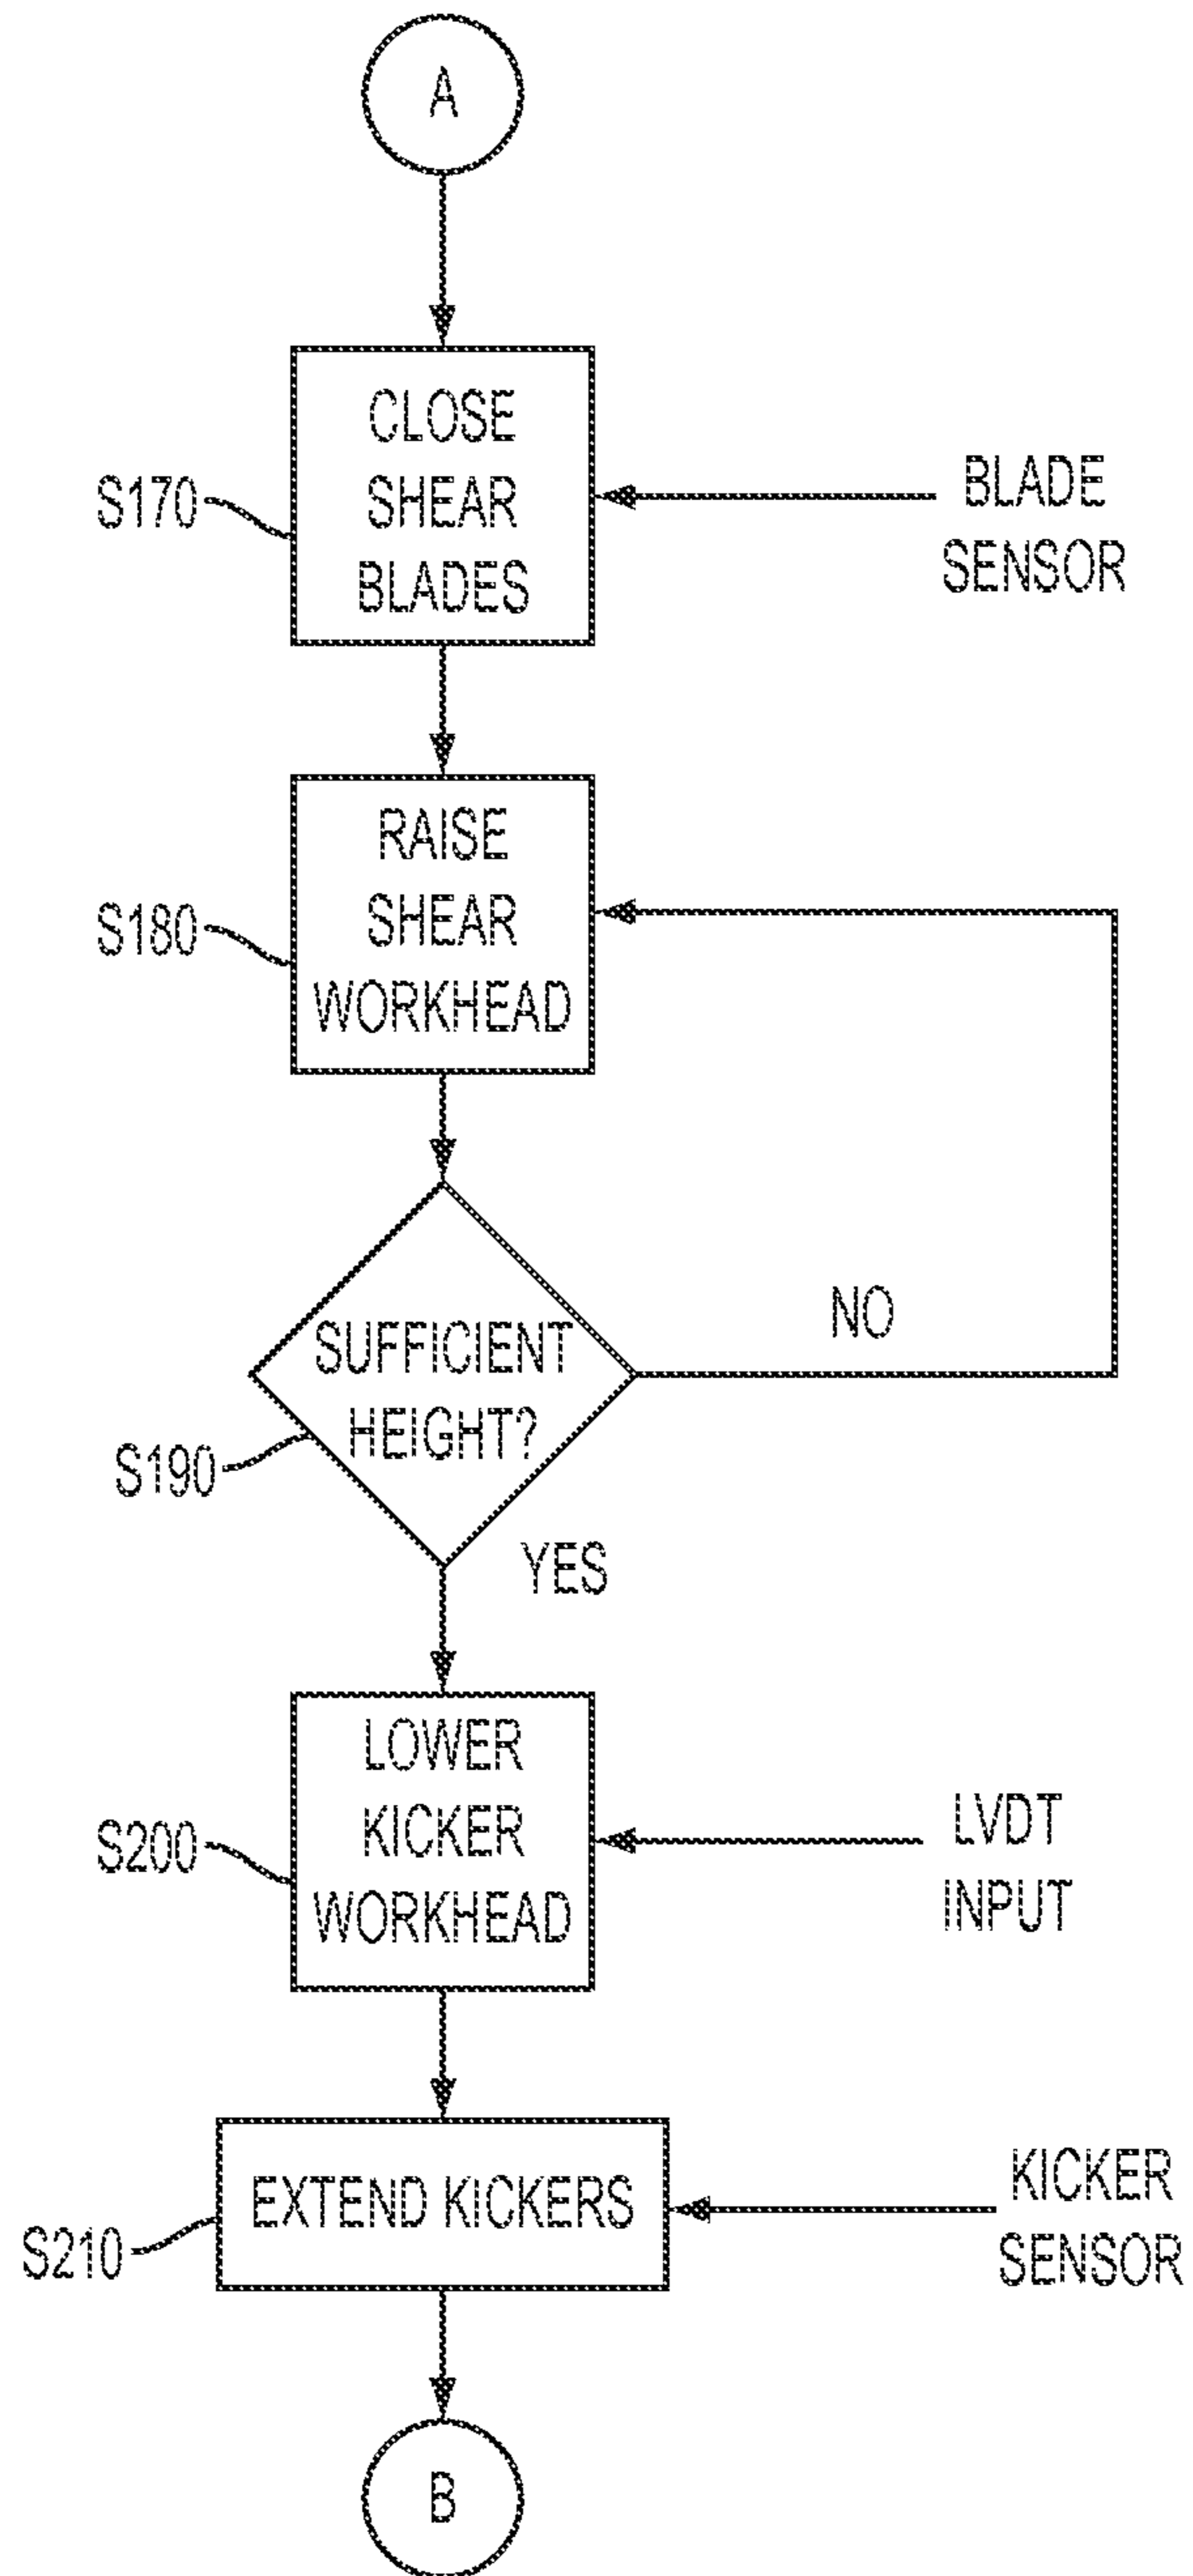 A
CLOSE
SHEAR
BLADES
S170
BLADE
SENSOR
RAISE
SHEAR
WORKHEAD
S180
SUFFICIENT
HEIGHT?
S190
NO
YES
LOWER
KICKER
WORKHEAD
S200
LVDT
INPUT
EXTEND KICKERS
S210
KICKER
SENSOR
B